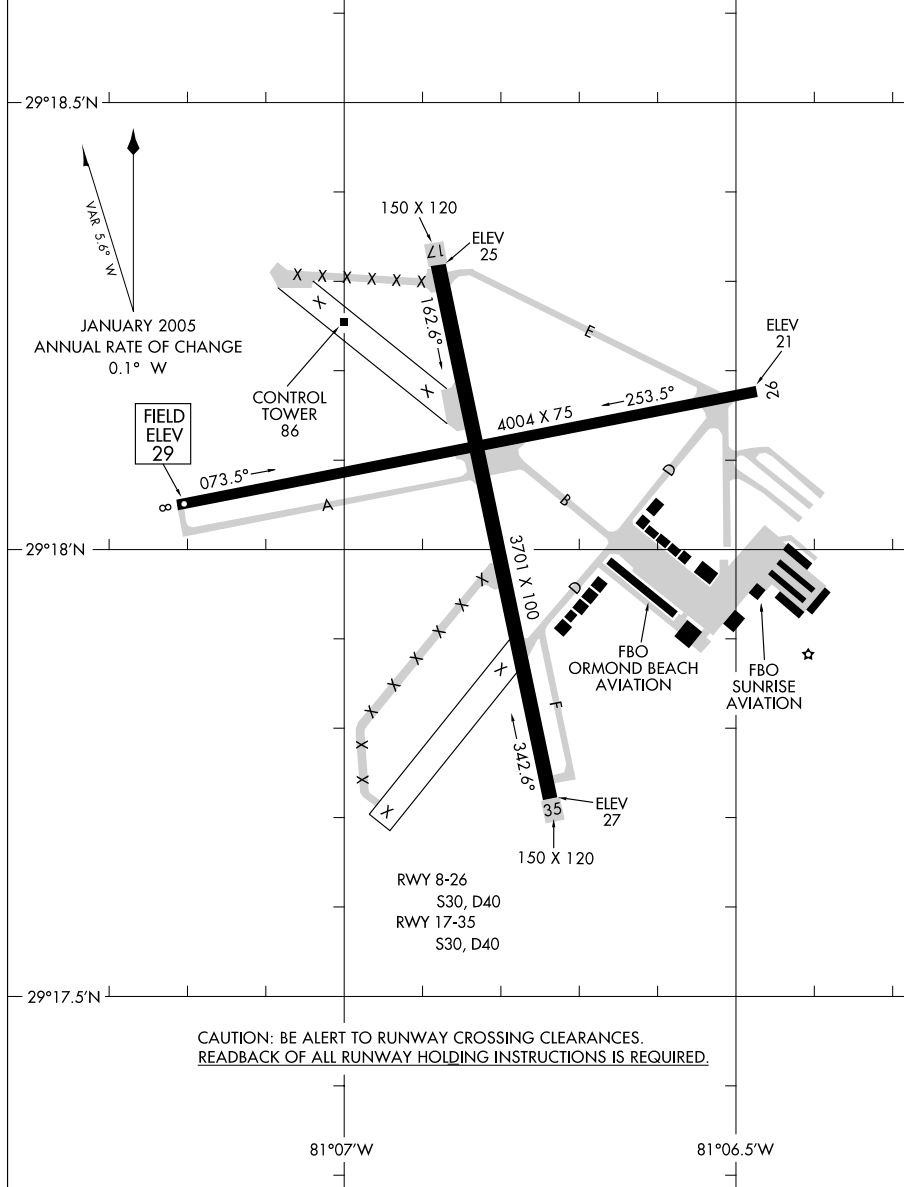 29°18.5'N
150 X 120
17
ELEV
25
VAR 5.6° W
X X X X X X
X
162.6°
E
JANUARY 2005
ANNUAL RATE OF CHANGE
0.1° W
ELEV
21
CONTROL
TOWER
86
X
26
253.5°
4004 X 75
FIELD
ELEV
29
073.5°
8
A
B
D
29°18'N
3701 X 100
D
X
X
X
X
X
X
X
X
X
X
FBO
ORMOND BEACH
AVIATION
FBO
SUNRISE
AVIATION
F
342.6°
35
ELEV
27
150 X 120
RWY 8-26
S30, D40
RWY 17-35
S30, D40
29°17.5'N
CAUTION: BE ALERT TO RUNWAY CROSSING CLEARANCES.
READBACK OF ALL RUNWAY HOLDING INSTRUCTIONS IS REQUIRED.
81°07'W
81°06.5'W